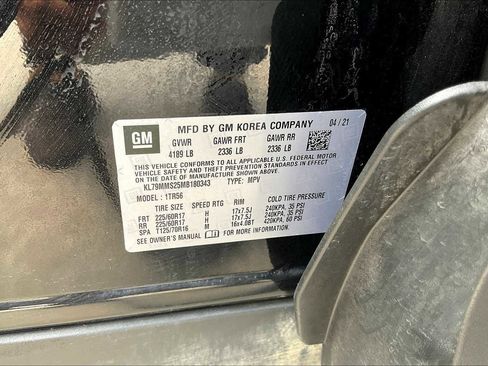 GM
MFD BY GM KOREA COMPANY 04/21
GVWR GAWR FRT GAWR RR
4189 LB 2336 LB 2336 LB
THIS VEHICLE CONFORMS TO ALL APPLICABLE U.S. FEDERAL MOTOR
VEHICLE SAFETY AND THEFT PREVENTION STANDARDS IN EFFECT ON
THE DATE OF MANUFACTURE SHOWN ABOVE.
KL79MMS25MB180343 TYPE: MPV
MODEL: 1TR56
TIRE SIZE SPEED RTG RIM COLD TIRE PRESSURE
FRT 225/60R17 H 17x7.5J 240KPA, 35 PSI
RR 225/60R17 H 17x7.5J 240KPA, 35 PSI
SPA T125/70R16 M 16x4.0BT 420KPA, 60 PSI
SEE OWNER'S MANUAL FOR MORE INFORMATION.